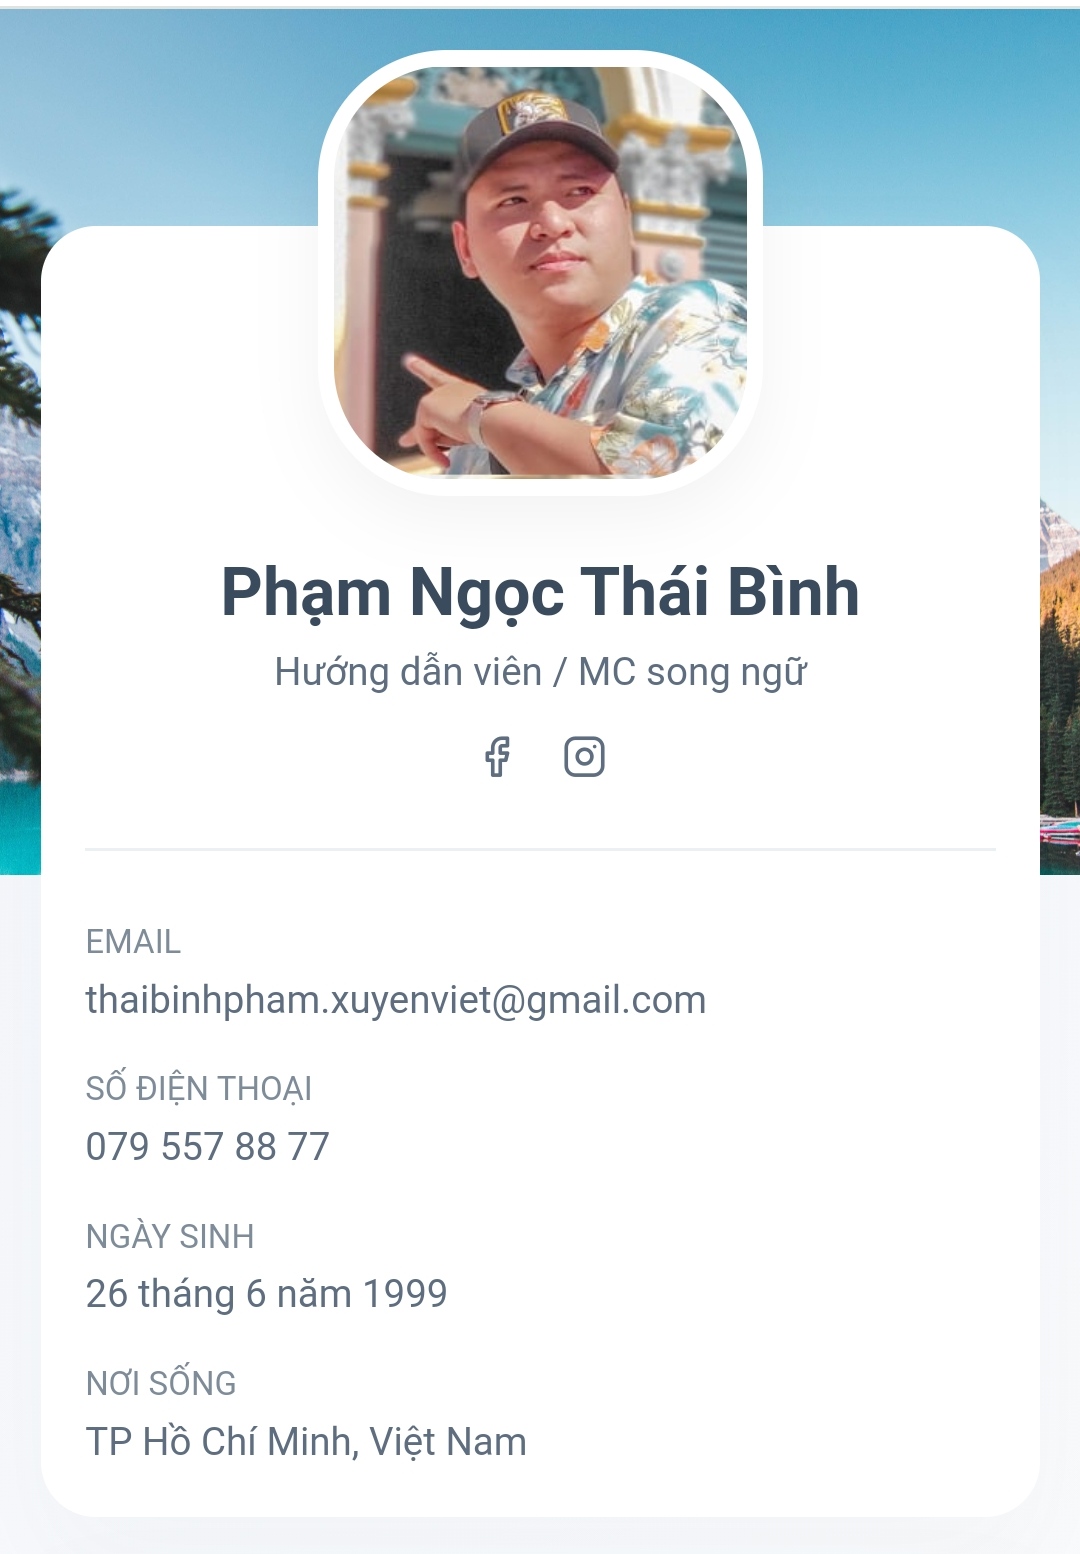 Phạm Ngọc Thái Bình
Hướng dẫn viên / MC song ngữ
EMAIL
thaibinhpham.xuyenviet@gmail.com
SỐ ĐIỆN THOẠI
079 557 88 77
NGÀY SINH
26 tháng 6 năm 1999
NƠI SỐNG
TP Hồ Chí Minh, Việt Nam